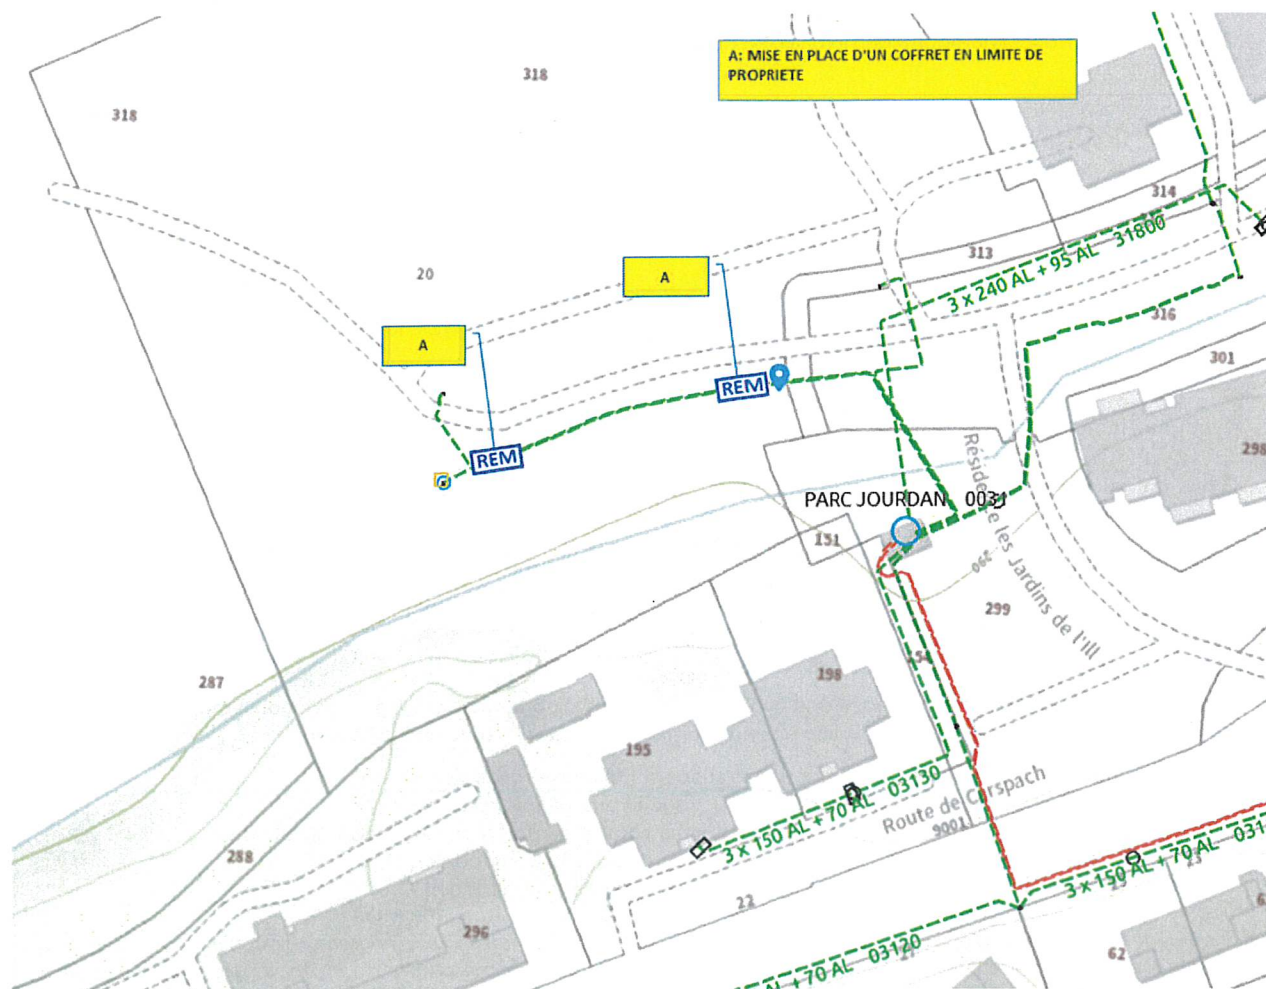 A: MISE EN PLACE D'UN COFFRET EN LIMITE DE
PROPRIETE
318
318
314
313
3 x 240 AL + 95 AL 31800
20
A
A
316
301
REM
REM
298
Résidence les Jardins de l'Ill
PARC JOURDAN 0031
151
290
299
154
287
198
195
3 x 150 AL + 70 AL 03130
Route de Carspach
9001
288
3 x 150 AL + 70 AL
23
22
296
+ 70 AL 03120
62